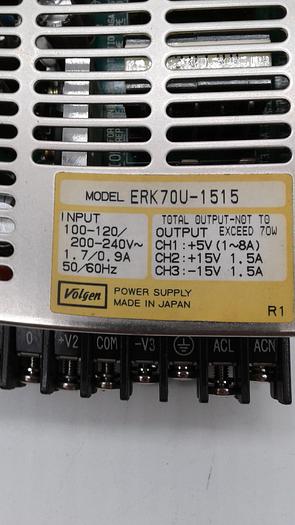 MODEL ERK70U-1515
INPUT
100-120/
200-240V~
1.7/0.9A
50/60Hz
TOTAL OUTPUT-NOT TO
OUTPUT EXCEED 70W
CH1:+5V (1~8A)
CH2:+15V 1.5A
CH3:-15V 1.5A
Volgen POWER SUPPLY
MADE IN JAPAN
R1
0 +V2 COM -V3 ACL ACN